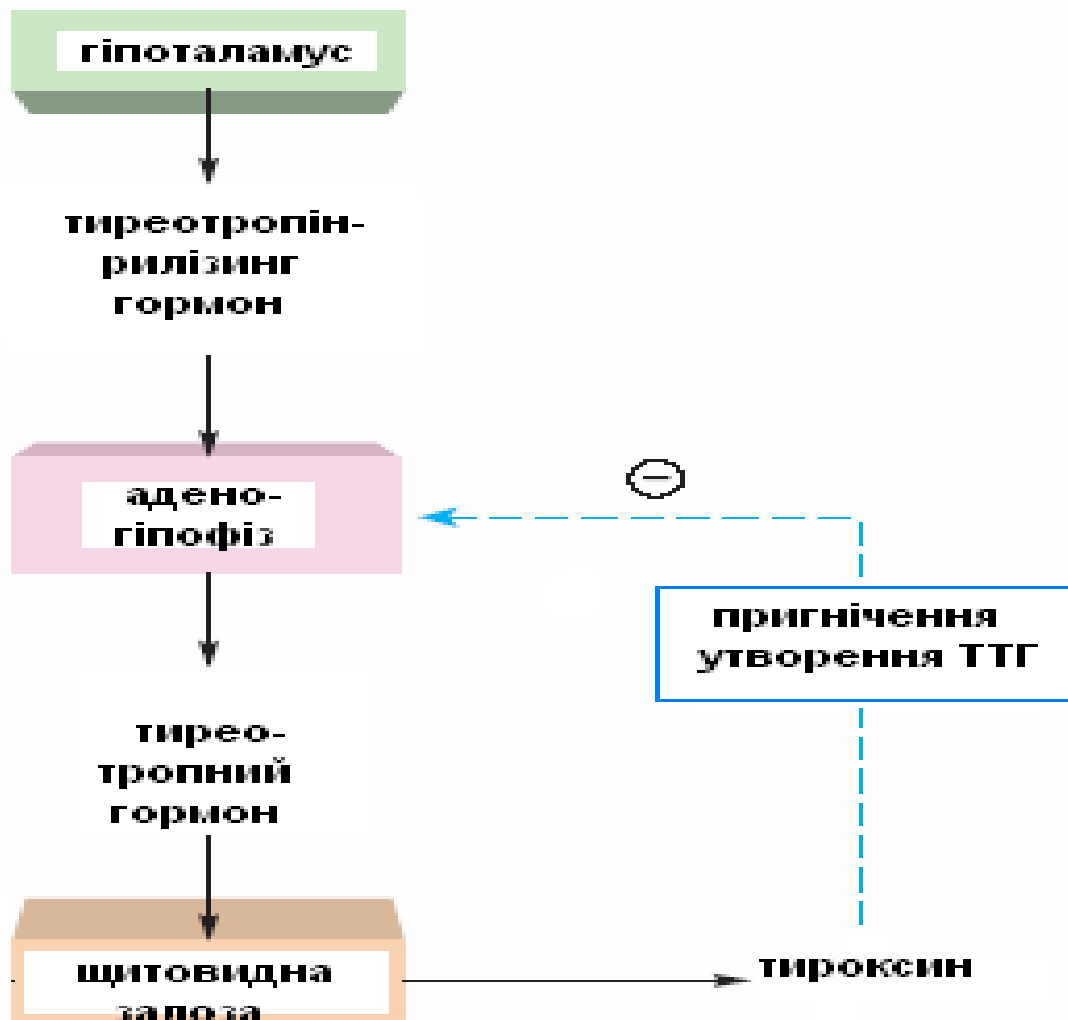 гіпоталамус
тиреотропін-
рилізинг
гормон
адено-
гіпофіз
пригнічення
утворення ТТГ
тирео-
тропний
гормон
щитовидна
залоза
тироксин